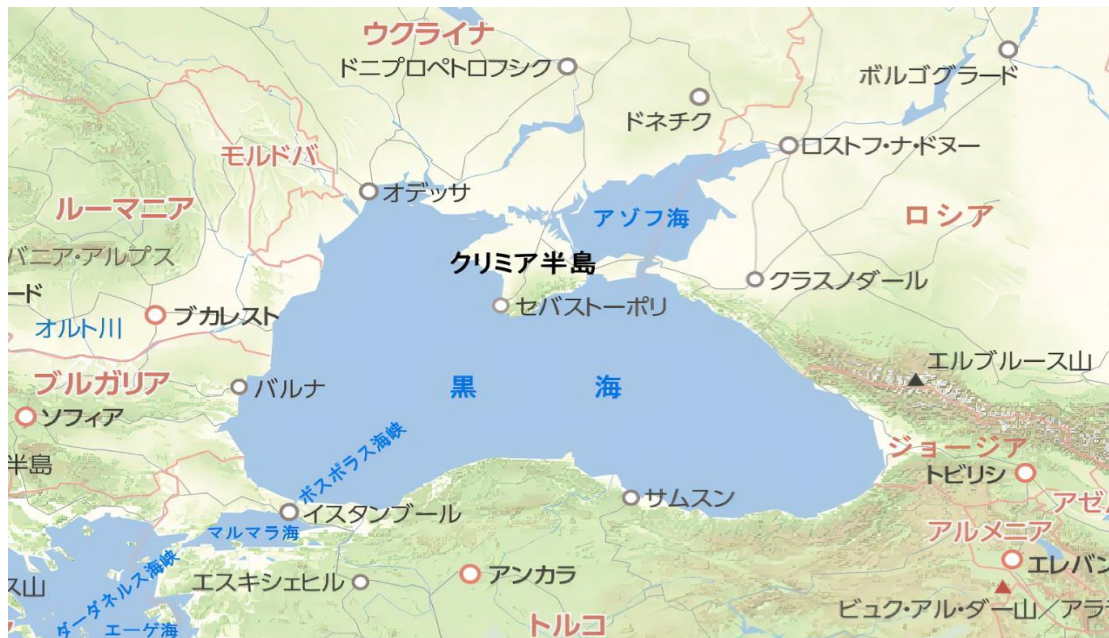 ウクライナ
ドニプロペトロフシク
ボルゴグラード
ドネチク
ロストフ・ナ・ドヌー
モルドバ
オデッサ
ルーマニア
アゾフ海
ロシア
バニア・アルプス
クリミア半島
クラスノダール
ード
セバストーポリ
ブカレスト
オルト川
エルブルース山
ブルガリア
バルナ
黒海
ソフィア
ボスポラス海峡
ジョージア
半島
トビリシ
サムスン
アゼ
イスタンブール
マルマラ海
アルメニア
ダーダネルス海峡
エスキシェヒル
アンカラ
エレバン
ス山
ビュク・アル・ダー山/アラ
エーゲ海
トルコ